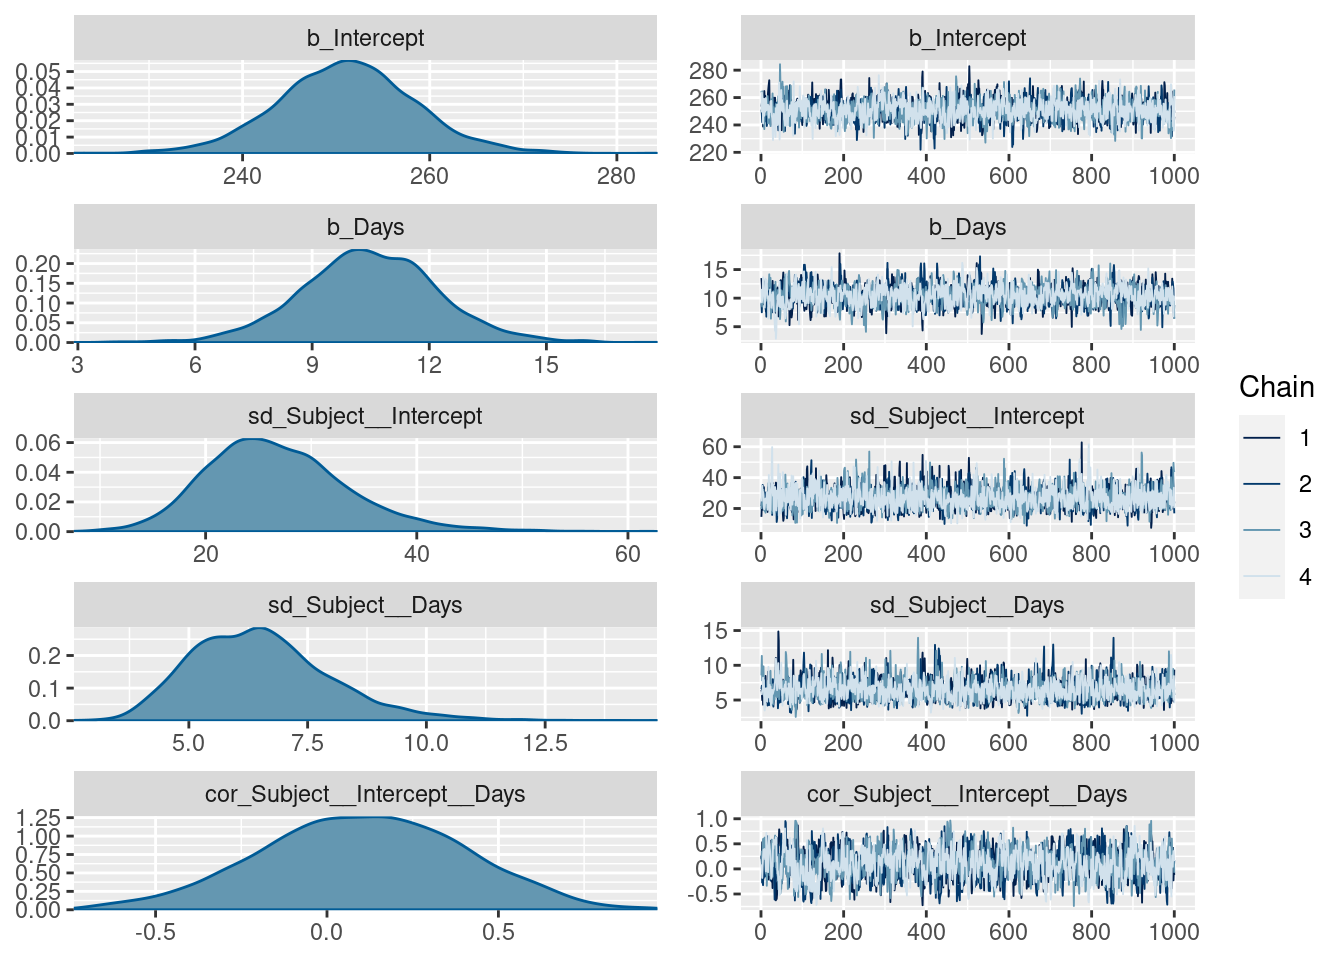 b_Intercept
0.05
0.04
0.03
0.02
0.01
0.00
240 260 280
b_Intercept
280
260
240
220
0 200 400 600 800 1000
b_Days
0.20
0.15
0.10
0.05
0.00
3 6 9 12 15
b_Days
15
10
5
0 200 400 600 800 1000
sd_Subject__Intercept
0.06
0.04
0.02
0.00
20 40 60
sd_Subject__Intercept
60
40
20
0 200 400 600 800 1000
sd_Subject__Days
0.2
0.1
0.0
5.0 7.5 10.0 12.5
sd_Subject__Days
15
10
5
0 200 400 600 800 1000
cor_Subject__Intercept__Days
1.25
1.00
0.75
0.50
0.25
0.00
-0.5 0.0 0.5
cor_Subject__Intercept__Days
1.0
0.5
0.0
-0.5
0 200 400 600 800 1000
Chain
1
2
3
4